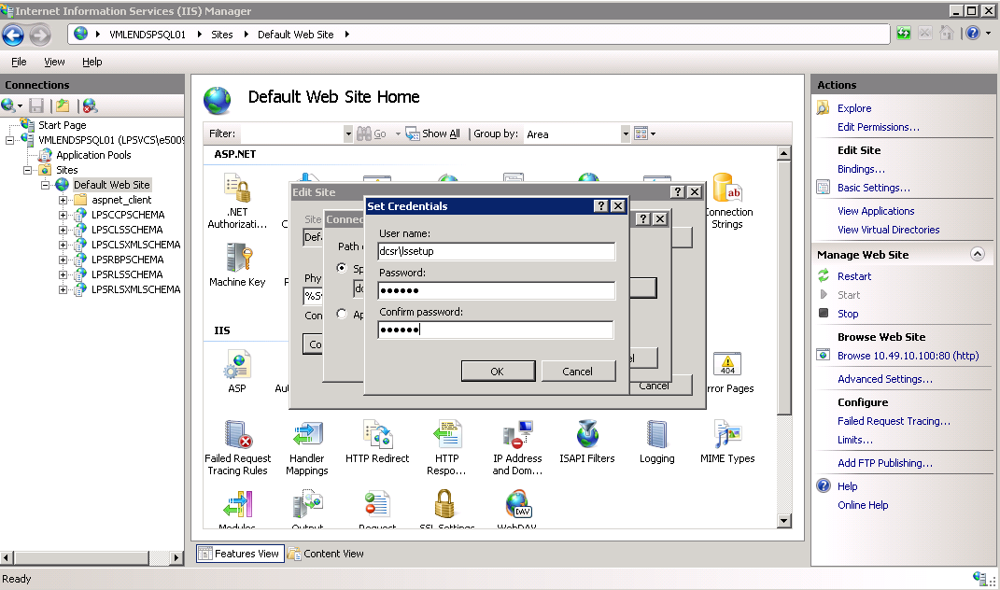 Internet Information Services (IIS) Manager
VMLENDSPSQL01
Sites
Default Web Site
File View Help
Connections
Start Page
VMLENDSPSQL01 (LPSVCS\e5009
Application Pools
Sites
Default Web Site
aspnet_client
LPSCCPSCHEMA
LPSCLSSCHEMA
LPSCLSXMLSCHEMA
LPSRBPSCHEMA
LPSRLSSCHEMA
LPSRLSXMLSCHEMA
Default Web Site Home
Filter: Go Show All Group by: Area
ASP.NET
.NET
Authorizati...
Connection
Strings
Machine Key
IIS
ASP
Error Pages
404
ab
Edit Site
Site
Phy
%S
Con
Co
Cancel
Path
Sp
Ap
Set Credentials
User name:
dcsr\lssetup
Password:
●●●●●●
Confirm password:
●●●●●●
OK Cancel
Failed Request
Tracing Rules
Handler
Mappings
HTTP Redirect
HTTP
Respo...
IP Address
and Dom...
ISAPI Filters
Logging
MIME Types
Modules
Output
Request
SSL Settings
WebDAV
DAV
Features View Content View
Actions
Explore
Edit Permissions...
Edit Site
Bindings...
Basic Settings...
View Applications
View Virtual Directories
Manage Web Site
Restart
Start
Stop
Browse Web Site
Browse 10.49.10.100:80 (http)
Advanced Settings...
Configure
Failed Request Tracing...
Limits...
Add FTP Publishing...
Help
Online Help
Ready